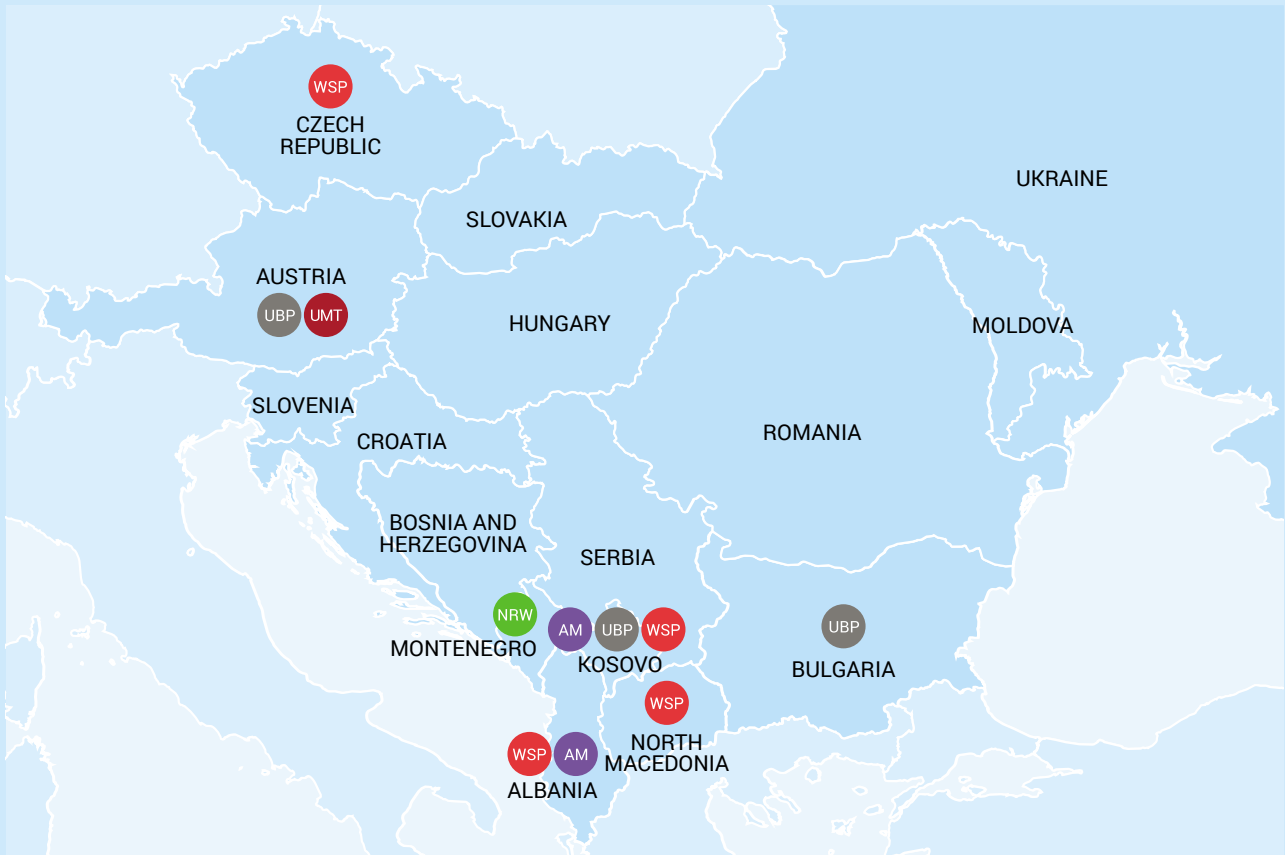 WSP
CZECH
REPUBLIC
UKRAINE
SLOVAKIA
AUSTRIA
UBP UMT
HUNGARY
MOLDOVA
SLOVENIA
CROATIA
ROMANIA
BOSNIA AND
HERZEGOVINA
SERBIA
NRW
MONTENEGRO
AM UBP WSP
KOSOVO
UBP
BULGARIA
WSP
NORTH
MACEDONIA
WSP AM
ALBANIA